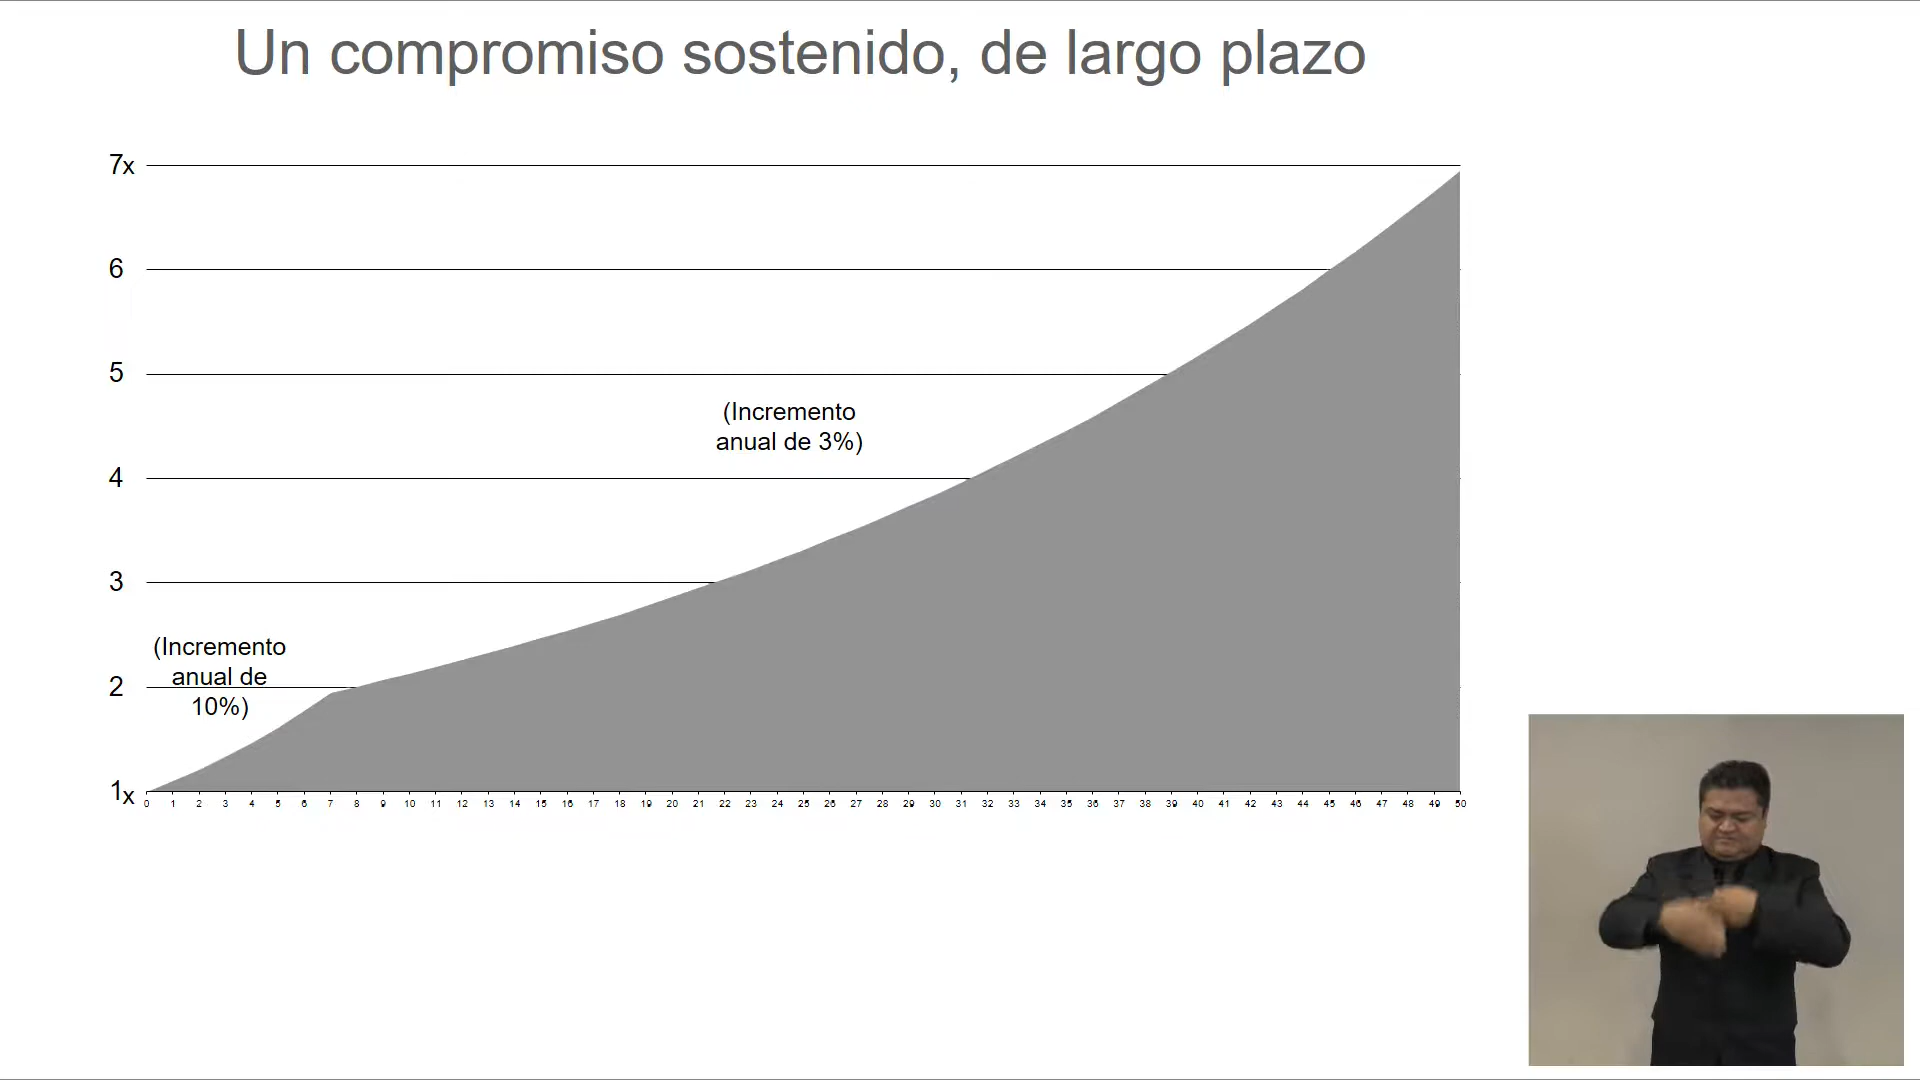 Un compromiso sostenido, de largo plazo
7x
6
5
(Incremento
anual de 3%)
4
3
(Incremento
anual de
2
10%)
1x
0 1 2 3 4 5 6 7 8 9 10 11 12 13 14 15 16 17 18 19 20 21 22 23 24 25 26 27 28 29 30 31 32 33 34 35 36 37 38 39 40 41 42 43 44 45 46 47 48 49 50